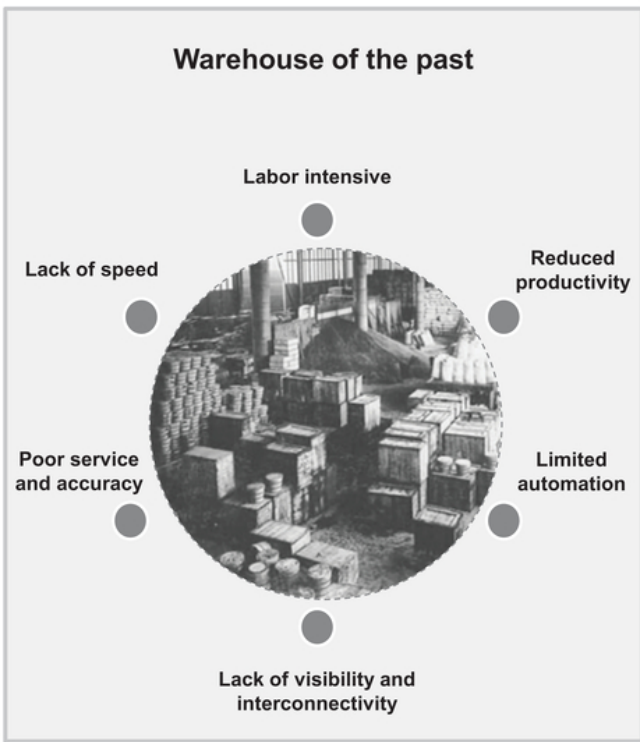 Warehouse of the past
Labor intensive
Reduced
productivity
Limited
automation
Lack of visibility and
interconnectivity
Poor service
and accuracy
Lack of speed